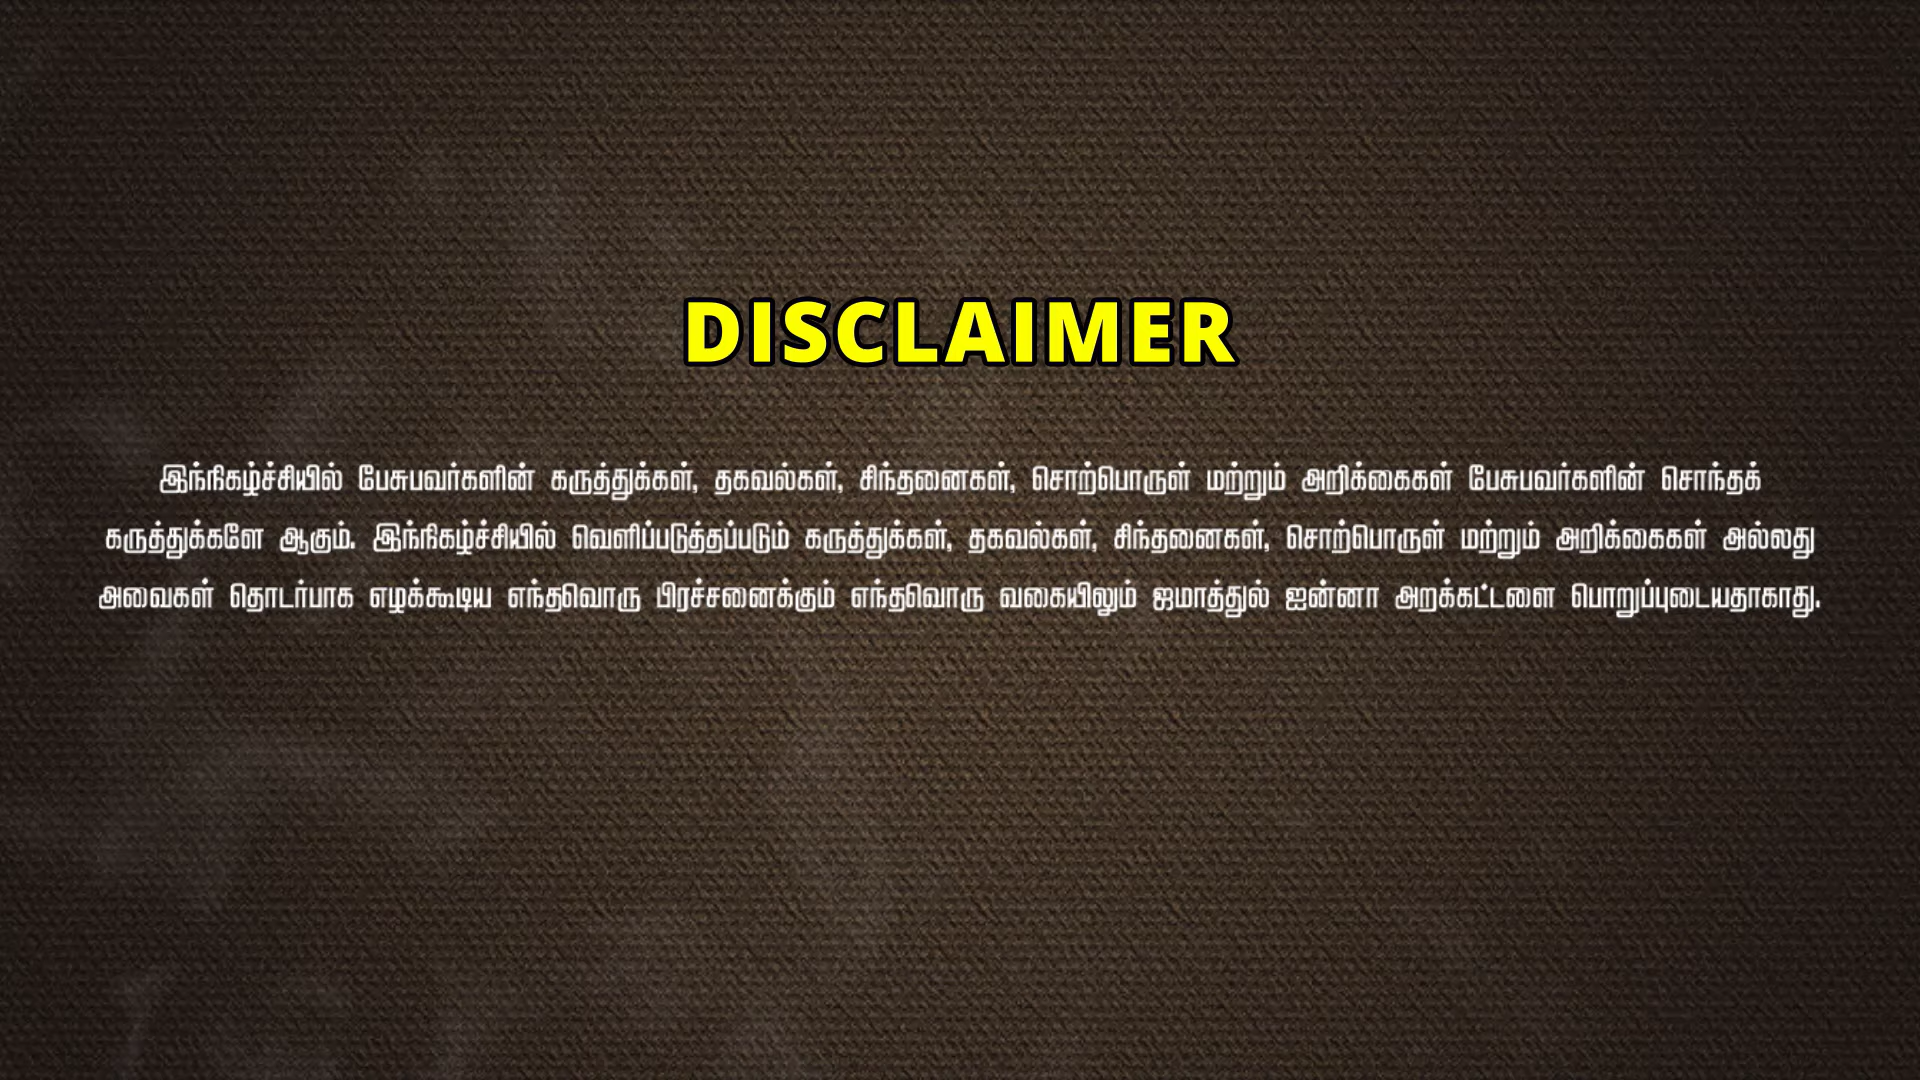 DISCLAIMER
இந்நிகழ்ச்சியில் பேசுபவர்களின் கருத்துக்கள், தகவல்கள், சிந்தனைகள், சொற்பொருள் மற்றும் அறிக்கைகள் பேசுபவர்களின் சொந்தக்
கருத்துக்களே ஆகும். இந்நிகழ்ச்சியில் வெளிப்படுத்தப்படும் கருத்துக்கள், தகவல்கள், சிந்தனைகள், சொற்பொருள் மற்றும் அறிக்கைகள் அல்லது
அவைகள் தொடர்பாக எழக்கூடிய எந்தவொரு பிரச்சனைக்கும் எந்தவொரு வகையிலும் ஜமாத்துல் ஐன்னா அறக்கட்டளை பொறுப்புடையதாகாது.